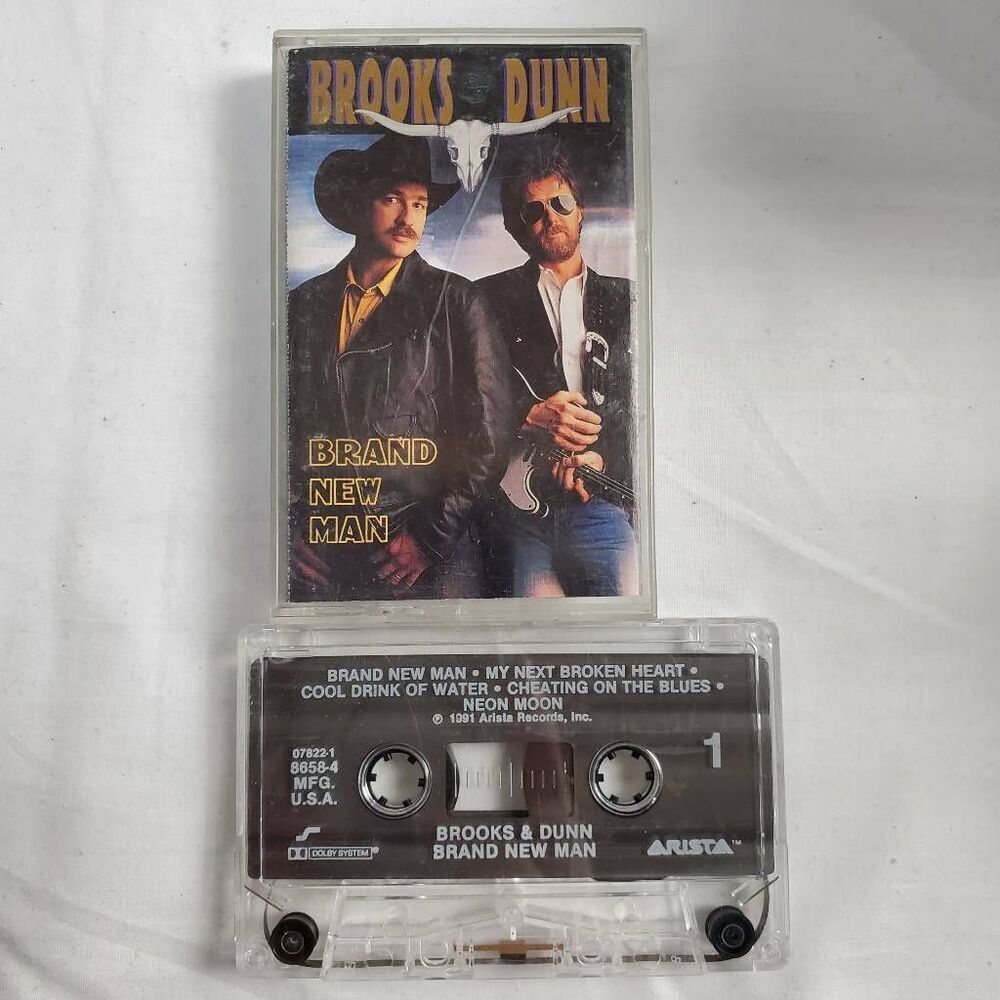 BROOKS & DUNN
BRAND
NEW
MAN
BRAND NEW MAN • MY NEXT BROKEN HEART •
COOL DRINK OF WATER • CHEATING ON THE BLUES •
NEON MOON
℗ 1991 Arista Records, Inc.
07822-1
8658-4
MFG.
U.S.A.
1
DOLBY SYSTEM®
BROOKS & DUNN
BRAND NEW MAN
ARISTA™